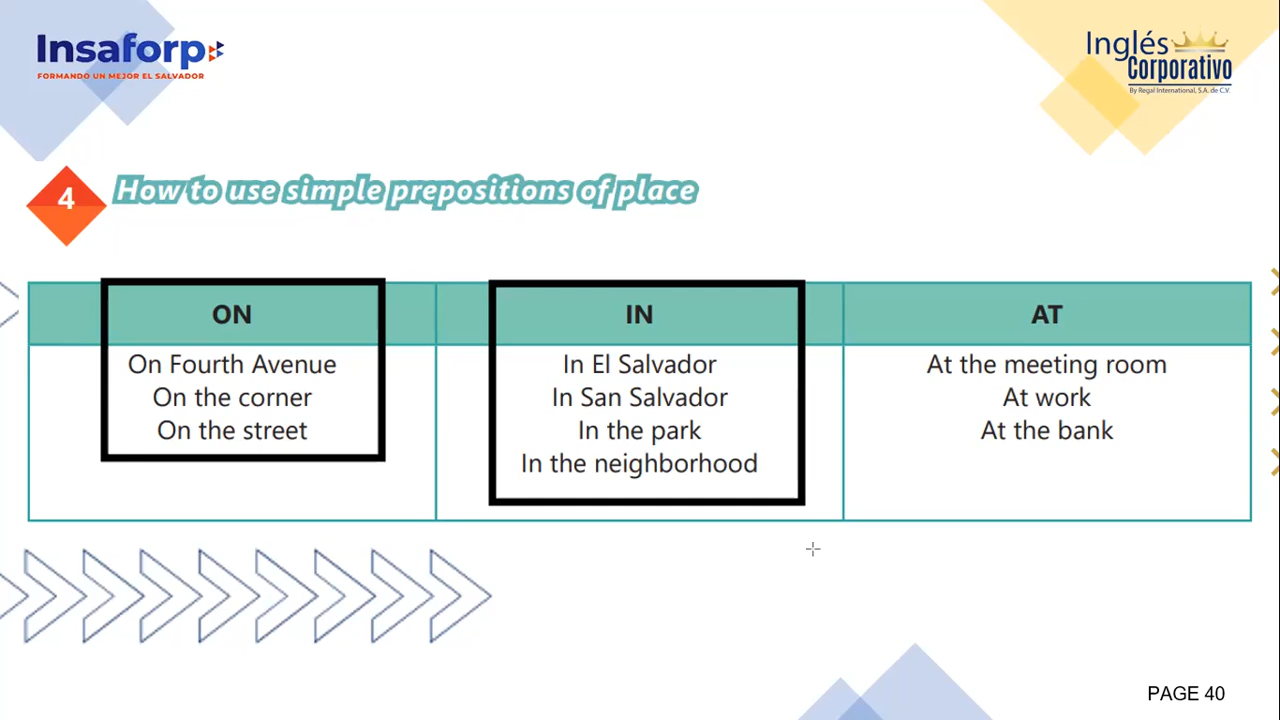 Insaforp
FORMANDO UN MEJOR EL SALVADOR
Inglés
Corporativo
By Regal International, S.A. de C.V.
4
How to use simple prepositions of place
ON
On Fourth Avenue
On the corner
On the street
IN
In El Salvador
In San Salvador
In the park
In the neighborhood
AT
At the meeting room
At work
At the bank
PAGE 40